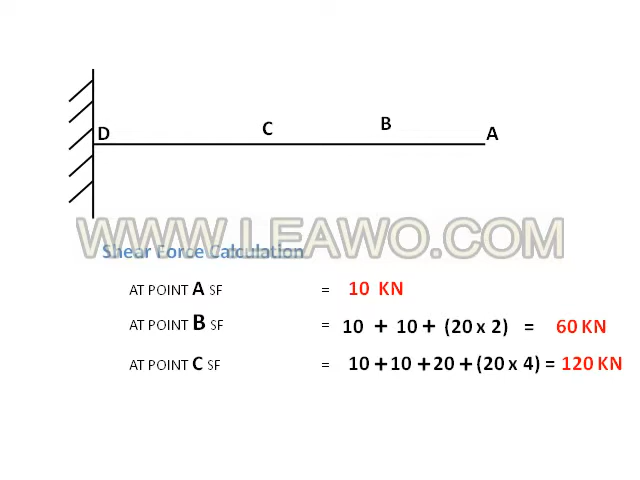 D C B A
WWW.LEAWO.COM
Shear Force Calculation
AT POINT A SF = 10 KN
AT POINT B SF = 10 + 10 + (20 x 2) = 60 KN
AT POINT C SF = 10 + 10 + 20 + (20 x 4) = 120 KN